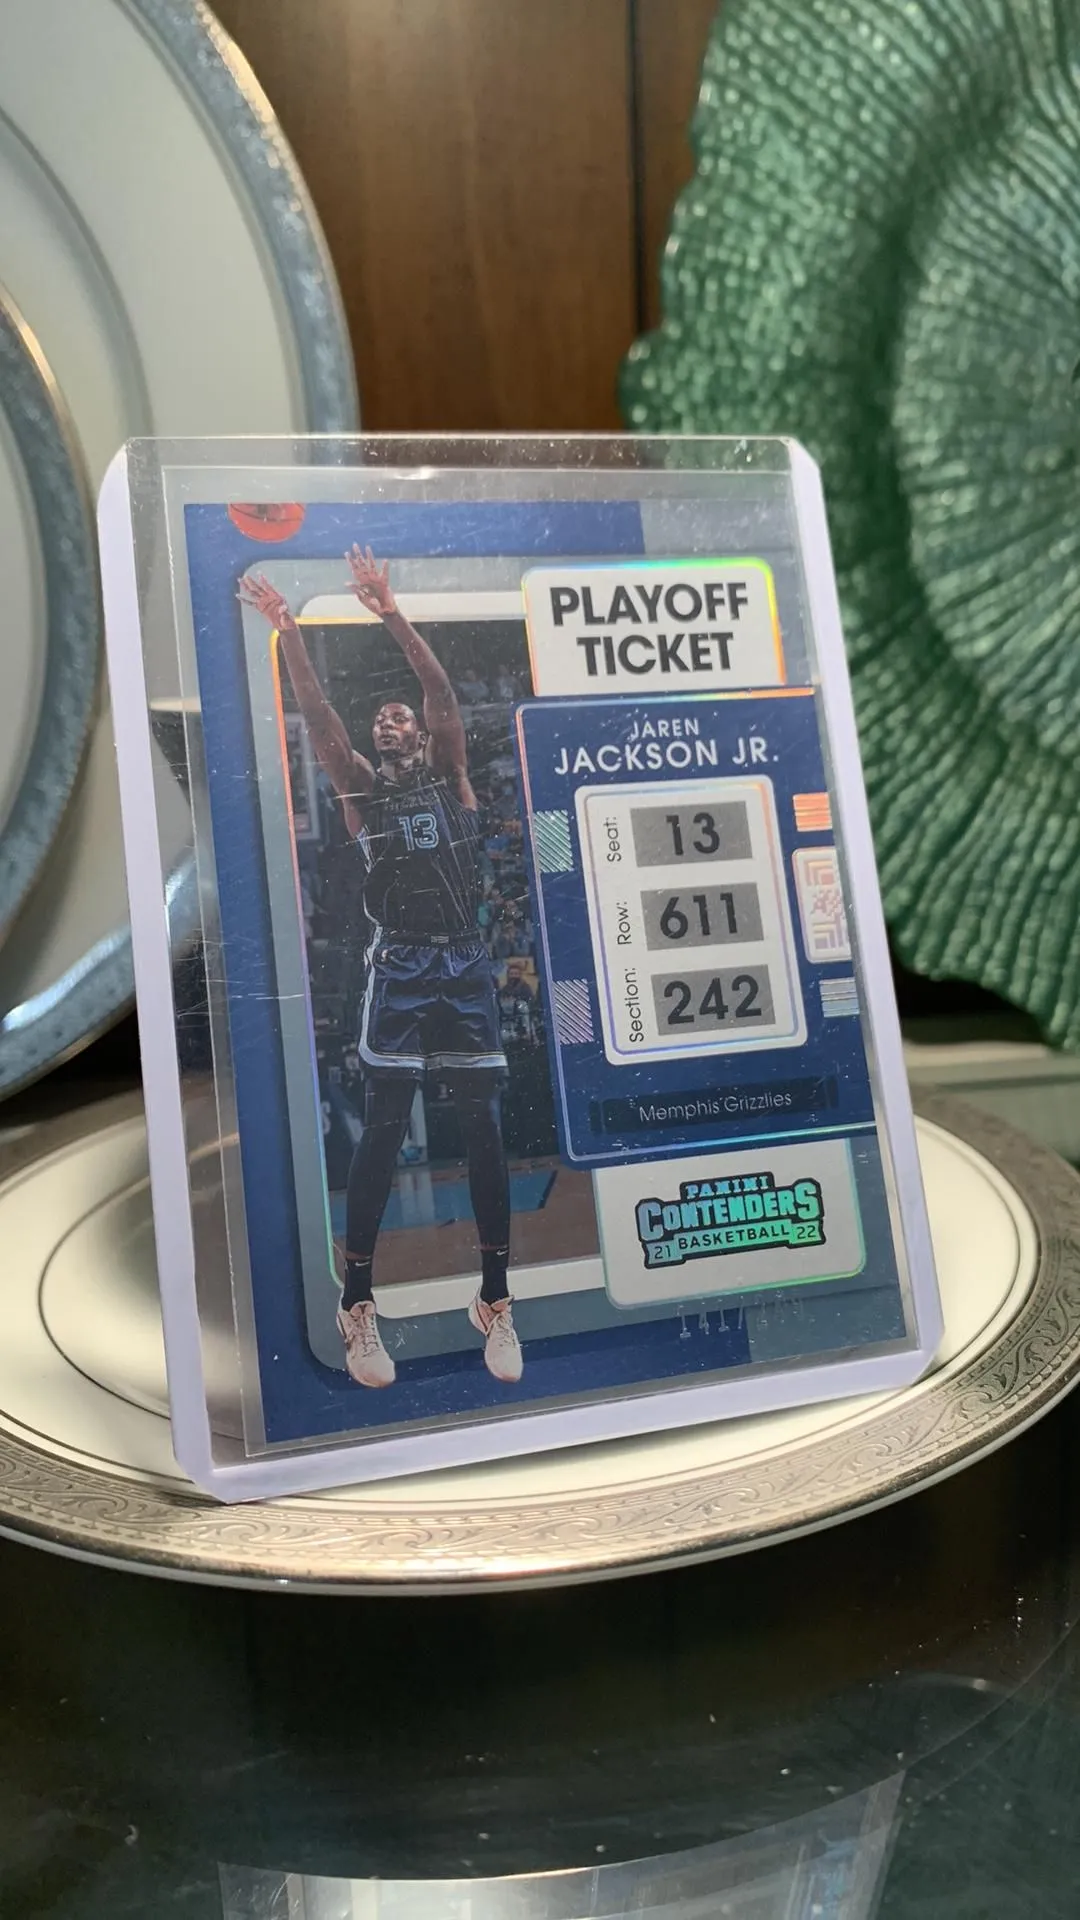 PLAYOFF
TICKET
JAREN
JACKSON JR.
13
Seat: 13
Row: 611
Section: 242
Memphis Grizzlies
PANINI
CONTENDERS
21 BASKETBALL 22